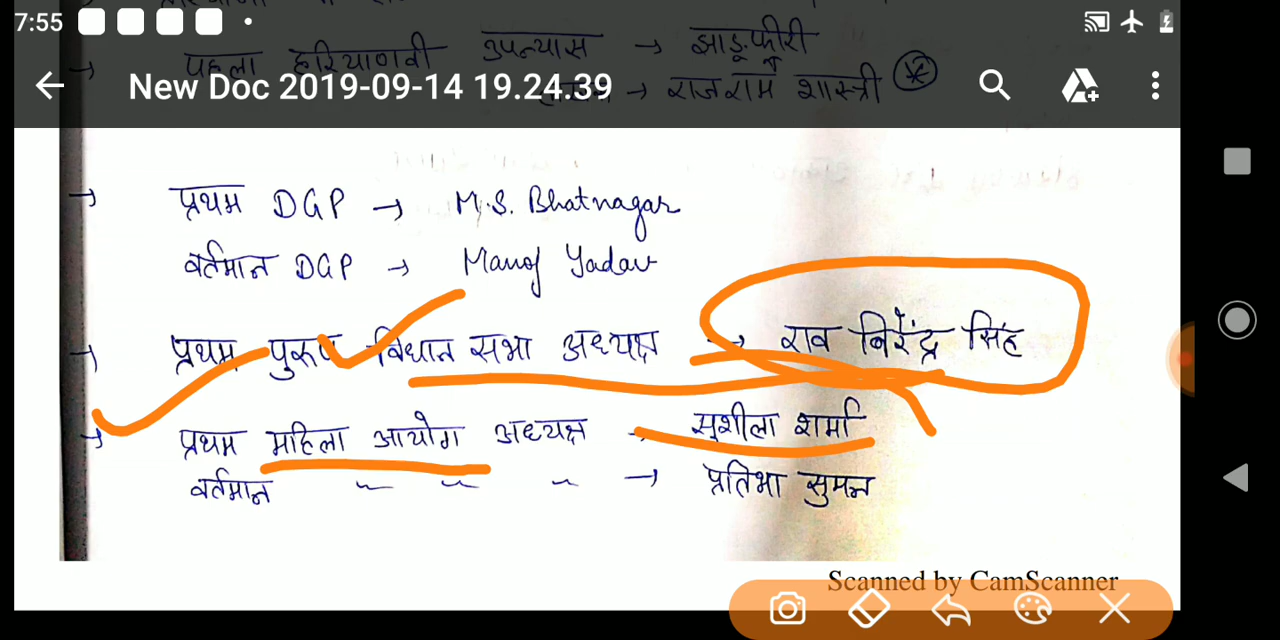 7:55
→ पहला हरियाणवी उपन्यास → झाडूफीरी
New Doc 2019-09-14 19.24.39
→ राजराम शास्त्री
→ प्रथम DGP → M.S. Bhatnagar
वर्तमान DGP → Manoj Yadav
→ प्रथम पुरुष विधान सभा अध्यक्ष → राव बिरेंद्र सिंह
→ प्रथम महिला आयोग अध्यक्ष → सुशीला शर्मा
वर्तमान " " " → प्रतिभा सुमन
Scanned by CamScanner